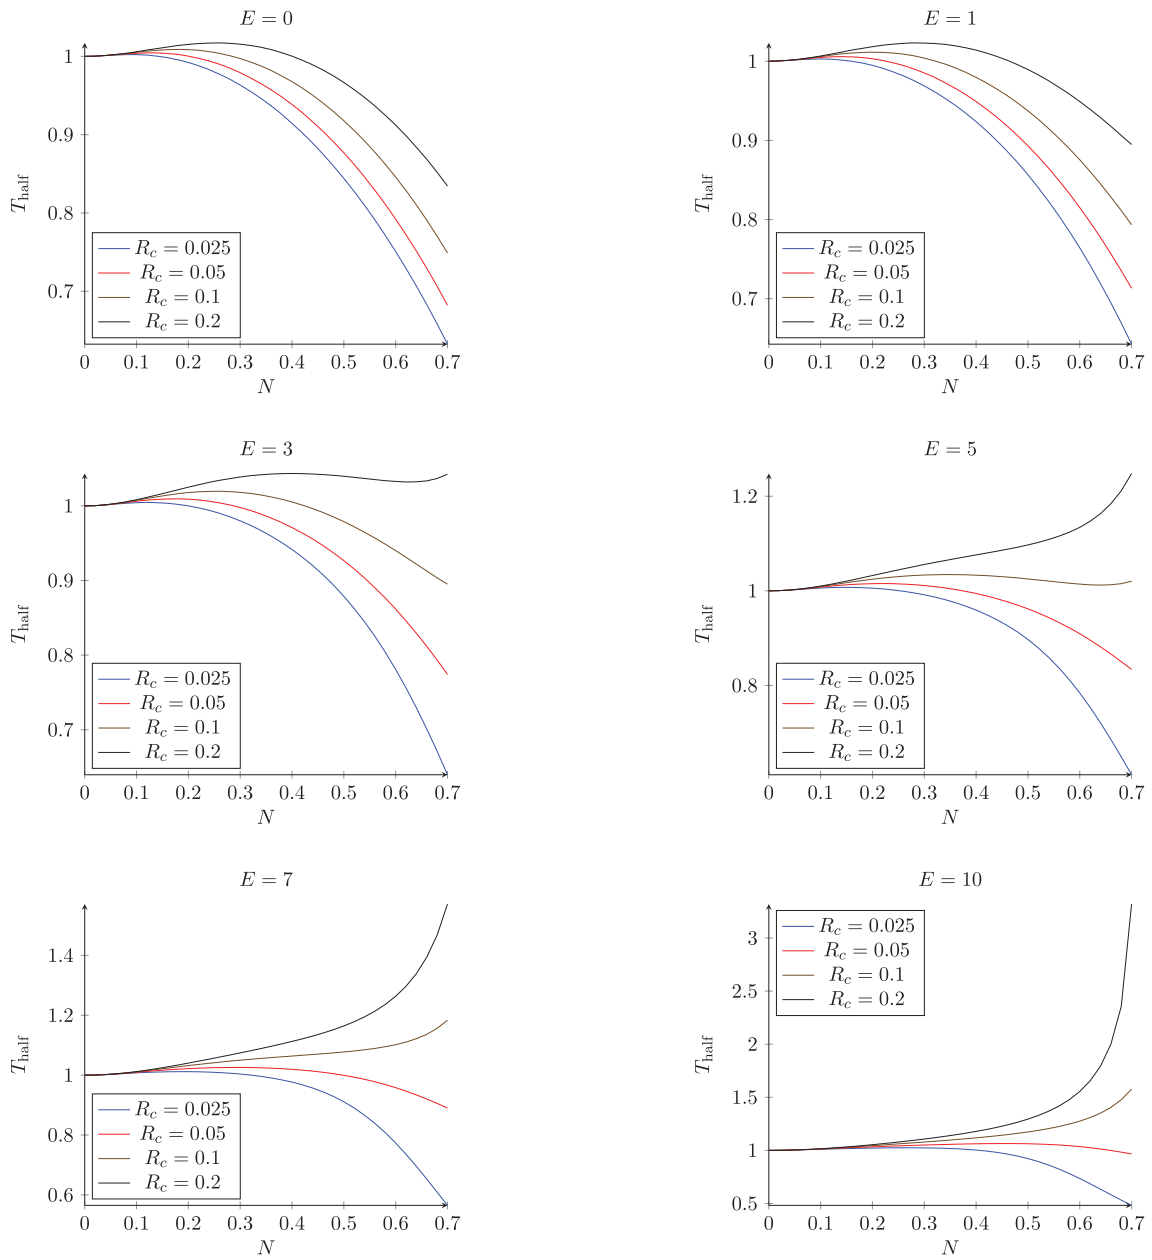 E = 0
1
0.9
0.8
0.7
T_half
R_c = 0.025
R_c = 0.05
R_c = 0.1
R_c = 0.2
0 0.1 0.2 0.3 0.4 0.5 0.6 0.7
N
E = 1
1
0.9
0.8
0.7
T_half
R_c = 0.025
R_c = 0.05
R_c = 0.1
R_c = 0.2
0 0.1 0.2 0.3 0.4 0.5 0.6 0.7
N
E = 3
1
0.9
0.8
0.7
T_half
R_c = 0.025
R_c = 0.05
R_c = 0.1
R_c = 0.2
0 0.1 0.2 0.3 0.4 0.5 0.6 0.7
N
E = 5
1.2
1
0.8
T_half
R_c = 0.025
R_c = 0.05
R_c = 0.1
R_c = 0.2
0 0.1 0.2 0.3 0.4 0.5 0.6 0.7
N
E = 7
1.4
1.2
1
0.8
0.6
T_half
R_c = 0.025
R_c = 0.05
R_c = 0.1
R_c = 0.2
0 0.1 0.2 0.3 0.4 0.5 0.6 0.7
N
E = 10
3
2.5
2
1.5
1
0.5
T_half
R_c = 0.025
R_c = 0.05
R_c = 0.1
R_c = 0.2
0 0.1 0.2 0.3 0.4 0.5 0.6 0.7
N